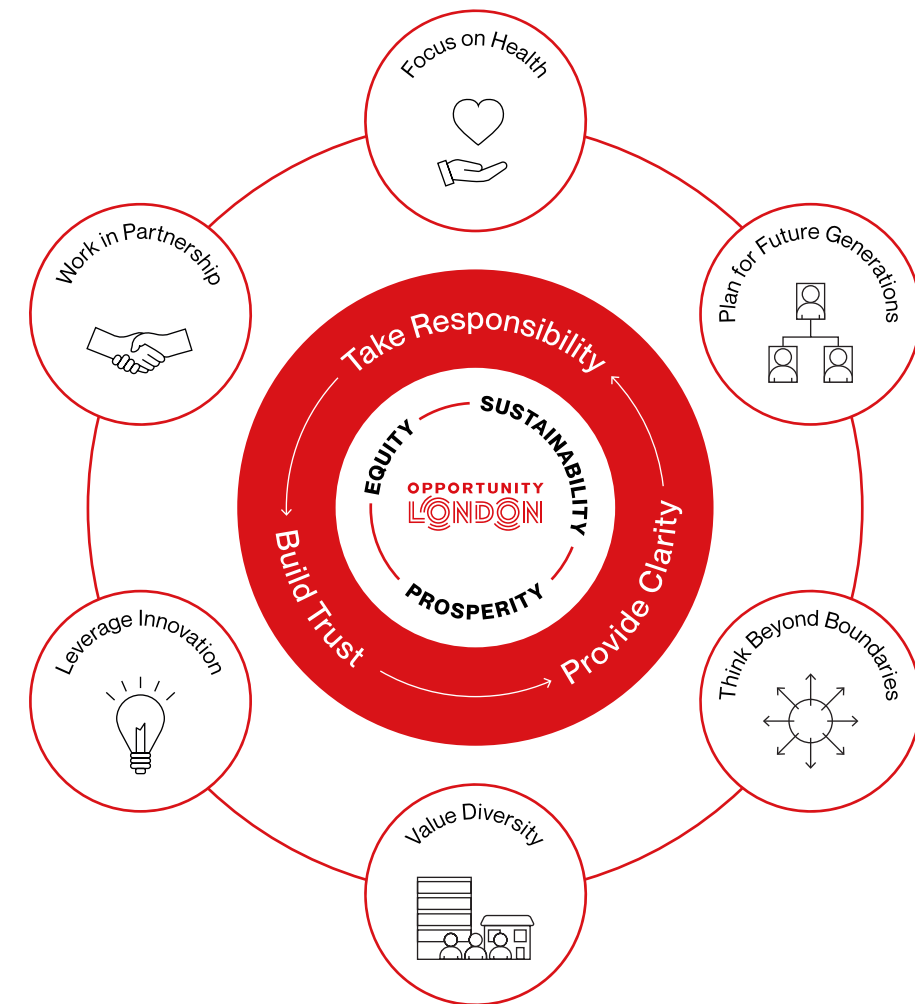 Focus on Health
Plan for Future Generations
Think Beyond Boundaries
Value Diversity
Leverage Innovation
Work in Partnership
Take Responsibility
Build Trust
Provide Clarity
EQUITY
SUSTAINABILITY
PROSPERITY
OPPORTUNITY
LONDON